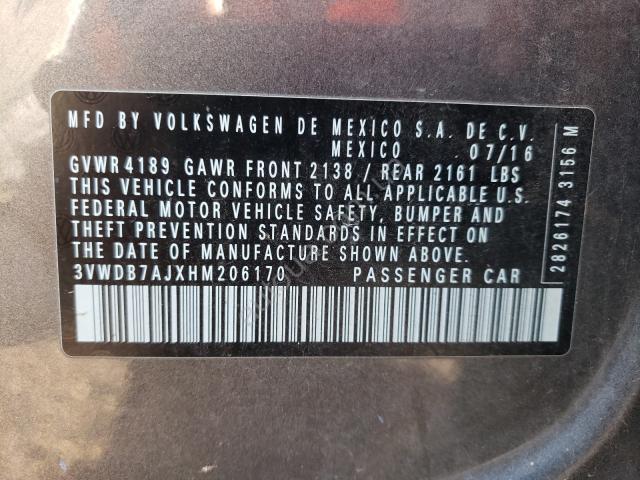 MFD BY VOLKSWAGEN DE MEXICO S.A. DE C.V.
MEXICO 07/16
GVWR 4189 GAWR FRONT 2138 / REAR 2161 LBS
THIS VEHICLE CONFORMS TO ALL APPLICABLE U.S.
FEDERAL MOTOR VEHICLE SAFETY, BUMPER AND
THEFT PREVENTION STANDARDS IN EFFECT ON
THE DATE OF MANUFACTURE SHOWN ABOVE.
3VWDB7AJXHM206170 PASSENGER CAR
2826174 3156 M